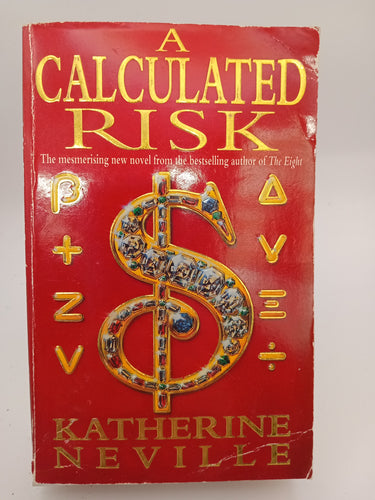 A
CALCULATED
RISK
The mesmerising new novel from the bestselling author of The Eight
β Δ
+ V
$
N Ξ
V ÷
KATHERINE
NEVILLE